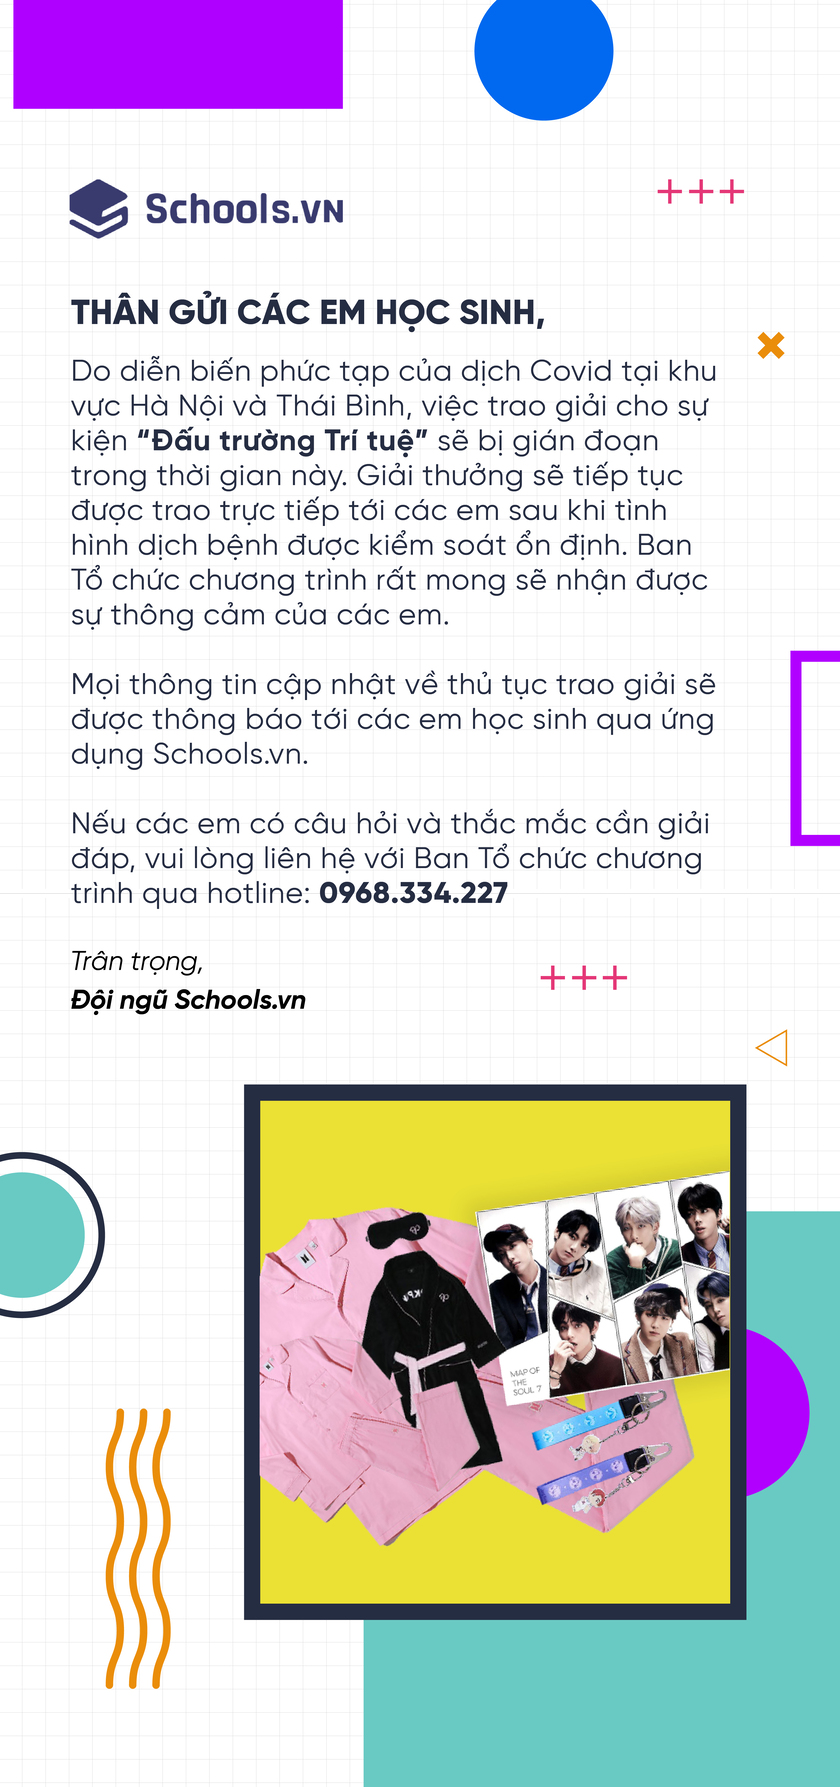 Schools.VN
THÂN GỬI CÁC EM HỌC SINH,
Do diễn biến phức tạp của dịch Covid tại khu
vực Hà Nội và Thái Bình, việc trao giải cho sự
kiện “Đấu trường Trí tuệ” sẽ bị gián đoạn
trong thời gian này. Giải thưởng sẽ tiếp tục
được trao trực tiếp tới các em sau khi tình
hình dịch bệnh được kiểm soát ổn định. Ban
Tổ chức chương trình rất mong sẽ nhận được
sự thông cảm của các em.
Mọi thông tin cập nhật về thủ tục trao giải sẽ
được thông báo tới các em học sinh qua ứng
dụng Schools.vn.
Nếu các em có câu hỏi và thắc mắc cần giải
đáp, vui lòng liên hệ với Ban Tổ chức chương
trình qua hotline: 0968.334.227
Trân trọng,
Đội ngũ Schools.vn
MAP OF
THE
SOUL 7